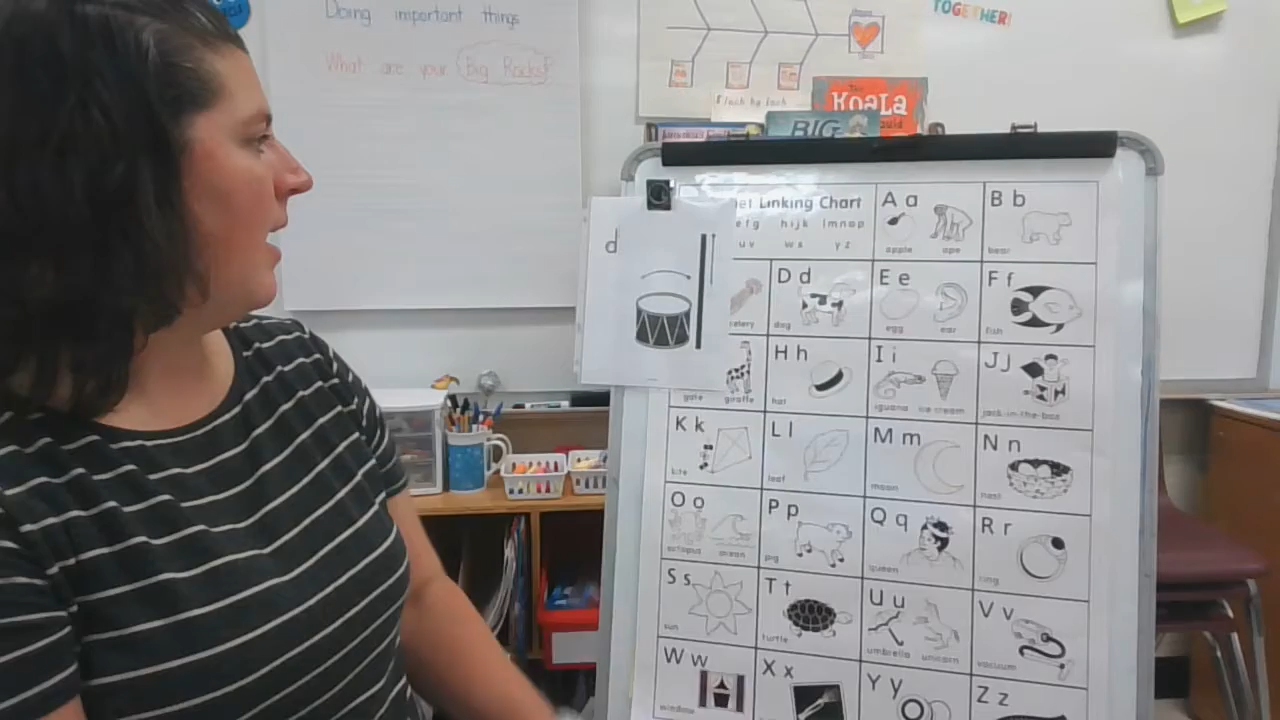 Doing important things
What are your Big Rocks?
TOGETHER!
The
KOALA
BIG
d
Linking Chart
e f g h i j k l m n o p
u v w x y z
A a
apple ape
B b
bear
celery
D d
dog
E e
egg ear
F f
fish
gate giraffe
H h
hat
I i
iguana ice cream
J j
jack-in-the-box
K k
kite
L l
leaf
M m
moon
N n
nest
O o
octopus ocean
P p
pig
Q q
queen
R r
ring
S s
sun
T t
turtle
U u
umbrella unicorn
V v
vacuum
W w
window
X x
Y y
Z z